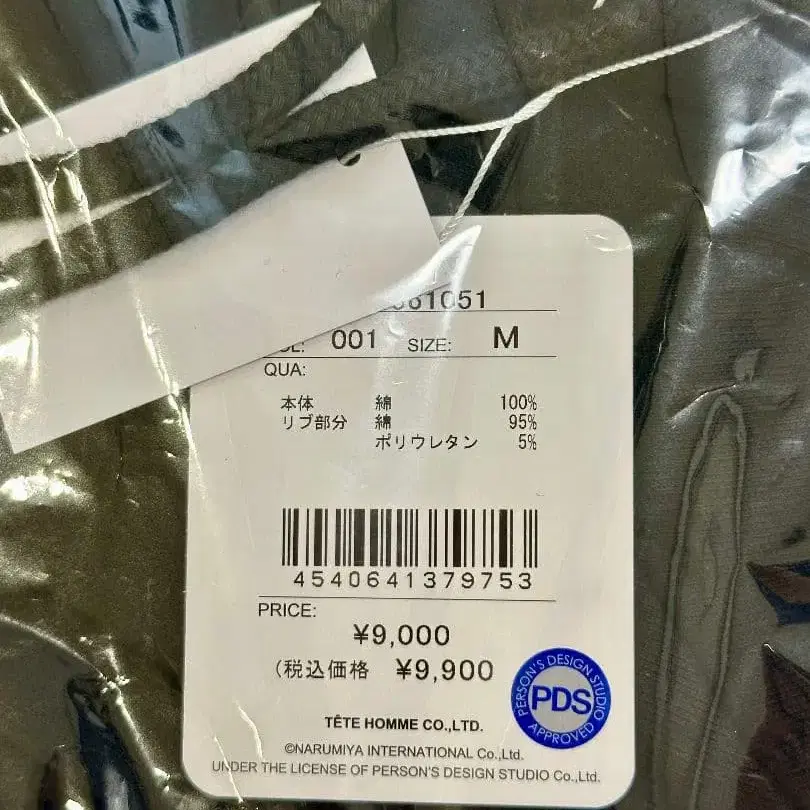 61051
001 SIZE: M
QUA:
本体 綿 100%
リブ部分 綿 95%
ポリウレタン 5%
4540641379753
PRICE:
¥9,000
(税込価格 ¥9,900
TÊTE HOMME CO.,LTD.
©NARUMIYA INTERNATIONAL Co.,Ltd.
UNDER THE LICENSE OF PERSON'S DESIGN STUDIO Co.,Ltd.
PERSON'S DESIGN STUDIO
PDS
APPROVED